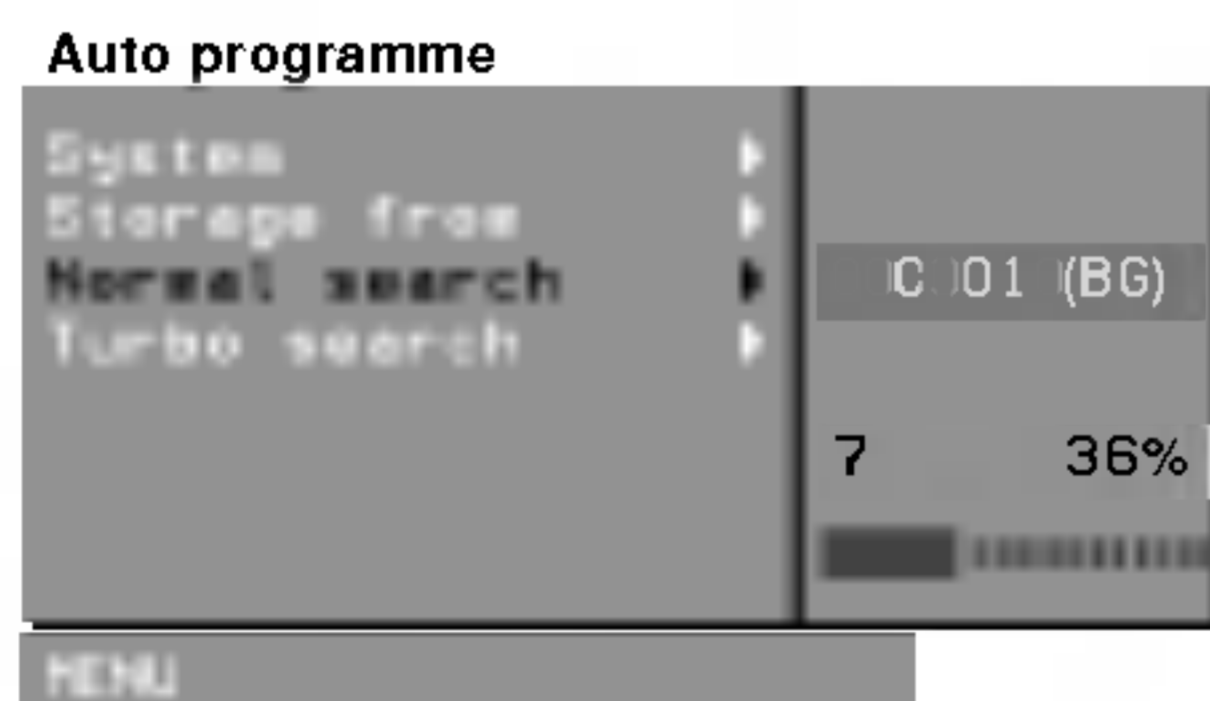 Auto programme
System
Storage from
Normal search
Turbo search
C 01 (BG)
7 36%
MENU